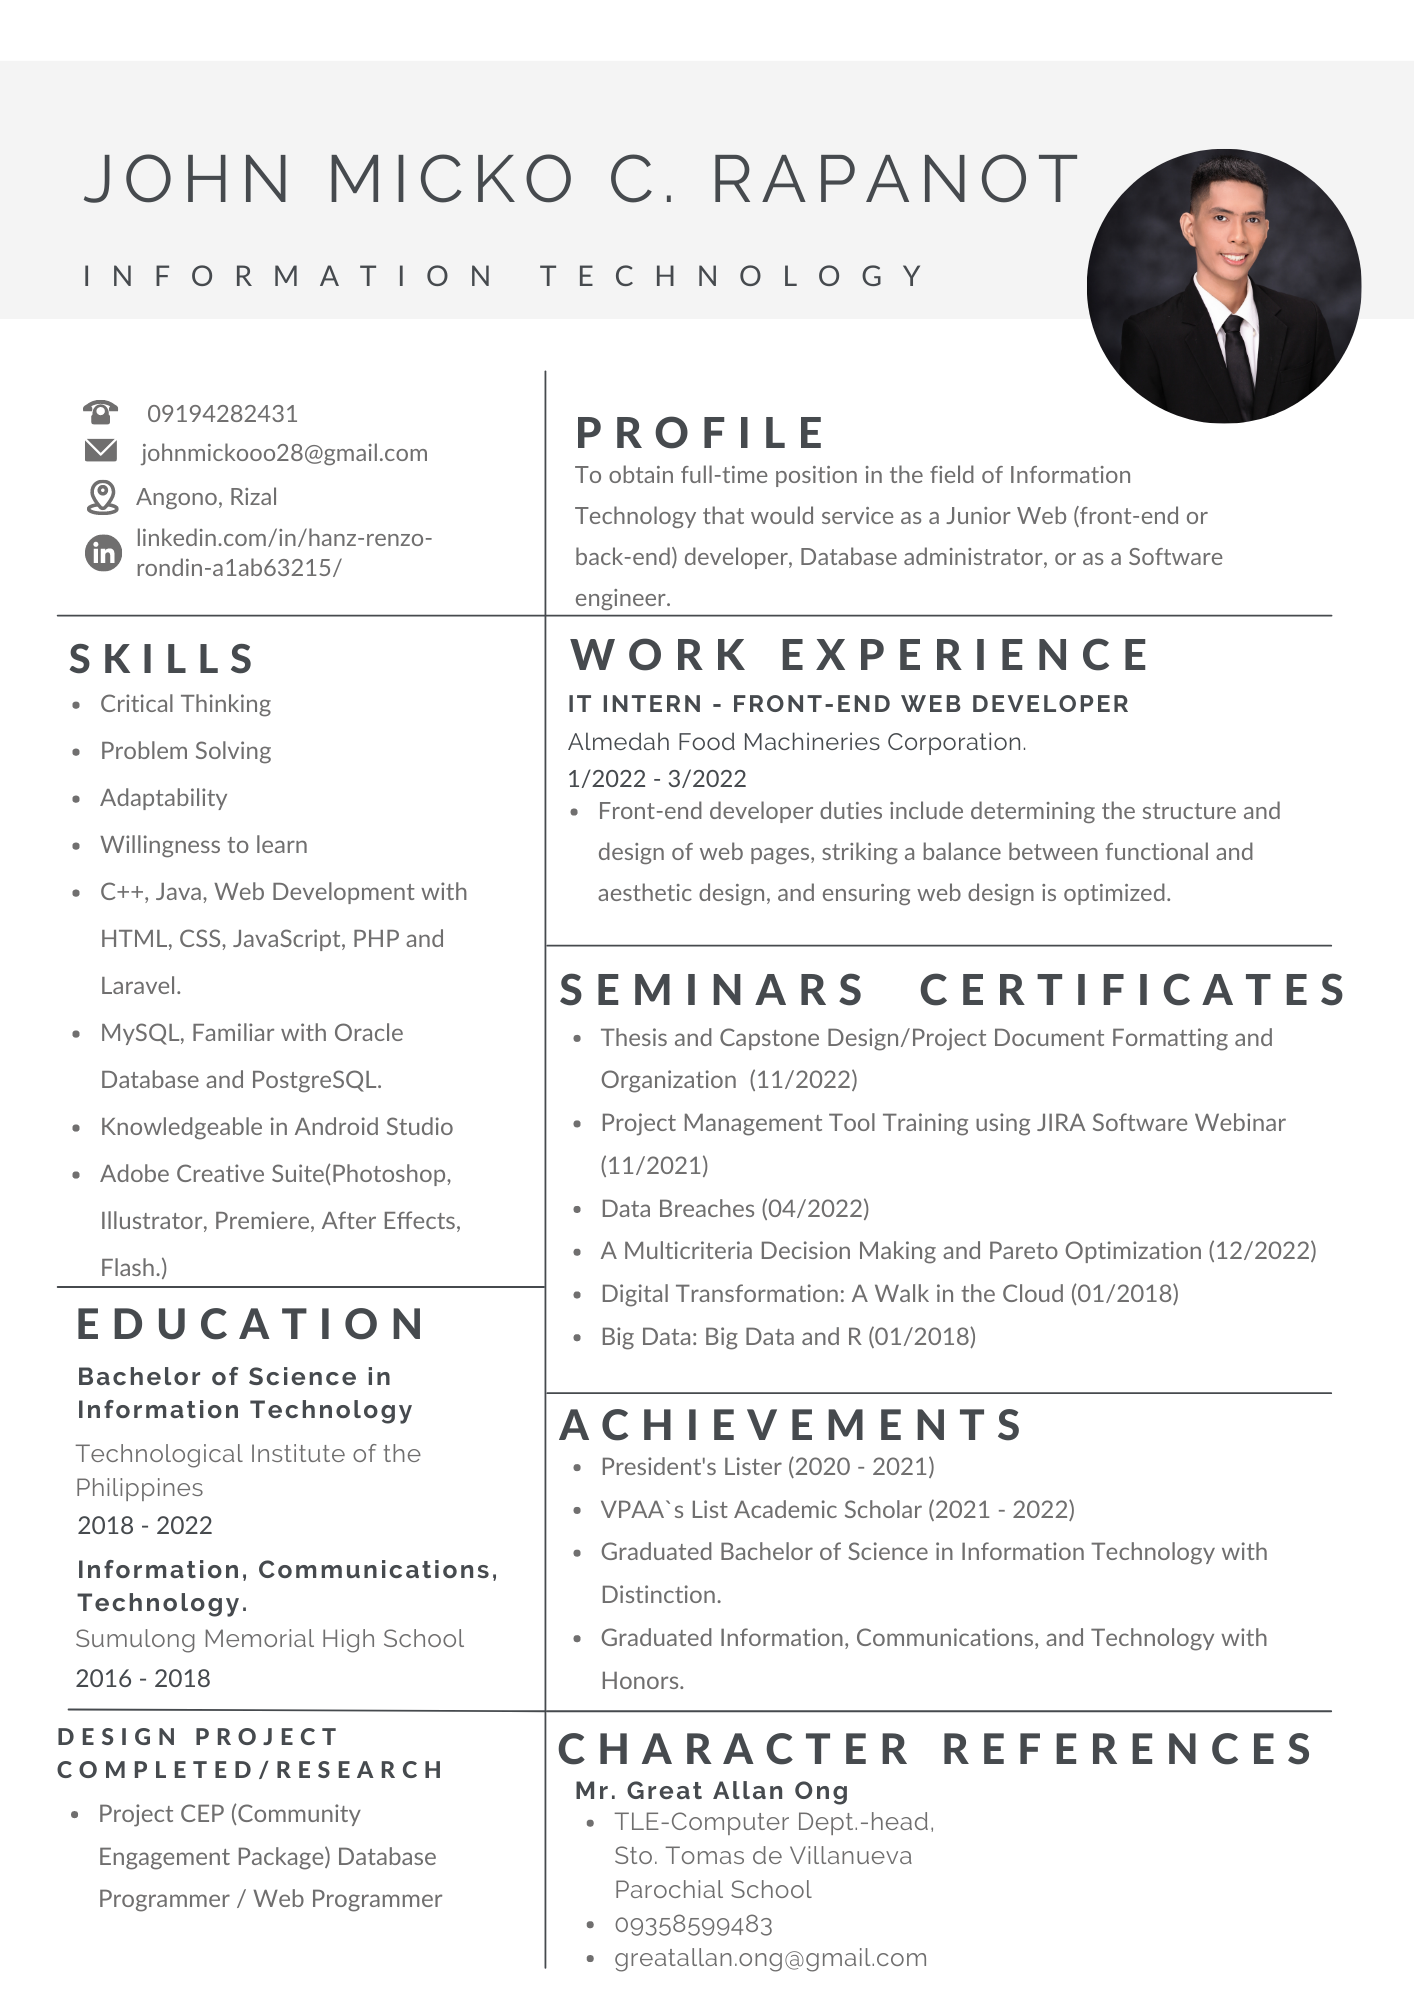 JOHN MICKO C. RAPANOT
INFORMATION TECHNOLOGY
09194282431
johnmickooo28@gmail.com
Angono, Rizal
linkedin.com/in/hanz-renzo-
rondin-a1ab63215/
PROFILE
To obtain full-time position in the field of Information
Technology that would service as a Junior Web (front-end or
back-end) developer, Database administrator, or as a Software
engineer.
SKILLS
• Critical Thinking
• Problem Solving
• Adaptability
• Willingness to learn
• C++, Java, Web Development with
HTML, CSS, JavaScript, PHP and
Laravel.
• MySQL, Familiar with Oracle
Database and PostgreSQL.
• Knowledgeable in Android Studio
• Adobe Creative Suite(Photoshop,
Illustrator, Premiere, After Effects,
Flash.)
EDUCATION
Bachelor of Science in
Information Technology
Technological Institute of the
Philippines
2018 - 2022
Information, Communications,
Technology.
Sumulong Memorial High School
2016 - 2018
DESIGN PROJECT
COMPLETED/RESEARCH
• Project CEP (Community
Engagement Package) Database
Programmer / Web Programmer
WORK EXPERIENCE
IT INTERN - FRONT-END WEB DEVELOPER
Almedah Food Machineries Corporation.
1/2022 - 3/2022
• Front-end developer duties include determining the structure and
design of web pages, striking a balance between functional and
aesthetic design, and ensuring web design is optimized.
SEMINARS CERTIFICATES
• Thesis and Capstone Design/Project Document Formatting and
Organization (11/2022)
• Project Management Tool Training using JIRA Software Webinar
(11/2021)
• Data Breaches (04/2022)
• A Multicriteria Decision Making and Pareto Optimization (12/2022)
• Digital Transformation: A Walk in the Cloud (01/2018)
• Big Data: Big Data and R (01/2018)
ACHIEVEMENTS
• President's Lister (2020 - 2021)
• VPAA`s List Academic Scholar (2021 - 2022)
• Graduated Bachelor of Science in Information Technology with
Distinction.
• Graduated Information, Communications, and Technology with
Honors.
CHARACTER REFERENCES
Mr. Great Allan Ong
• TLE-Computer Dept.-head,
Sto. Tomas de Villanueva
Parochial School
• 09358599483
• greatallan.ong@gmail.com